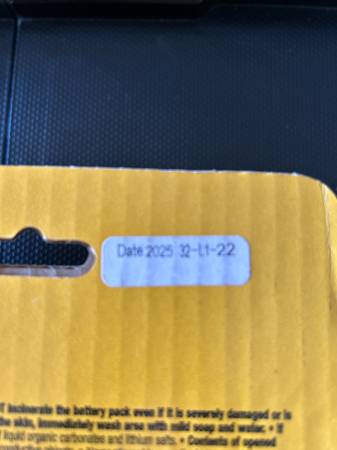 Date 2025 32-L1-22
T incinerate the battery pack even if it is severely damaged or is
the skin, immediately wash area with mild soap and water. • If
f liquid organic carbonates and lithium salts. • Contents of opened